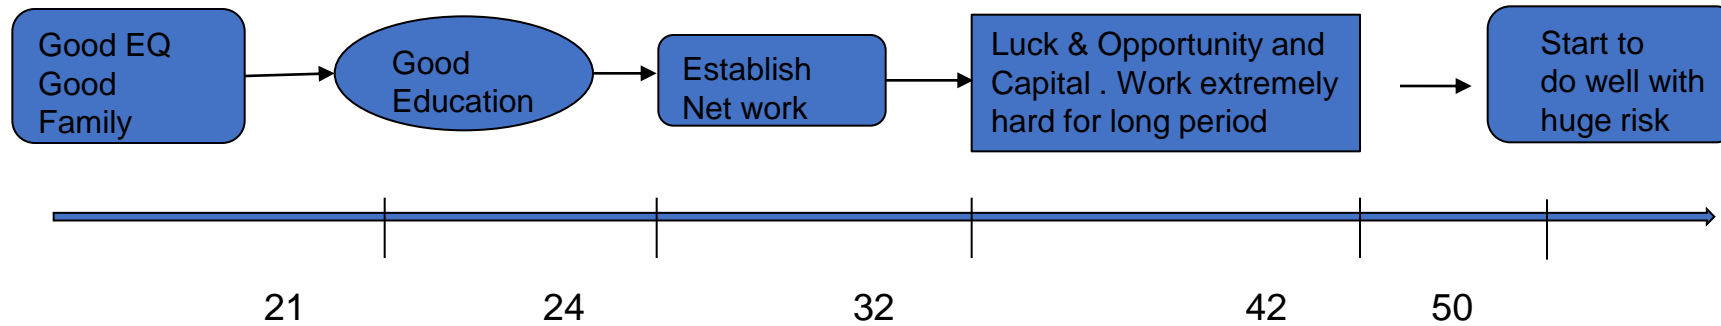 Good EQ
Good
Family
Good
Education
Establish
Net work
Luck & Opportunity and
Capital . Work extremely
hard for long period
Start to
do well with
huge risk
21
24
32
42
50